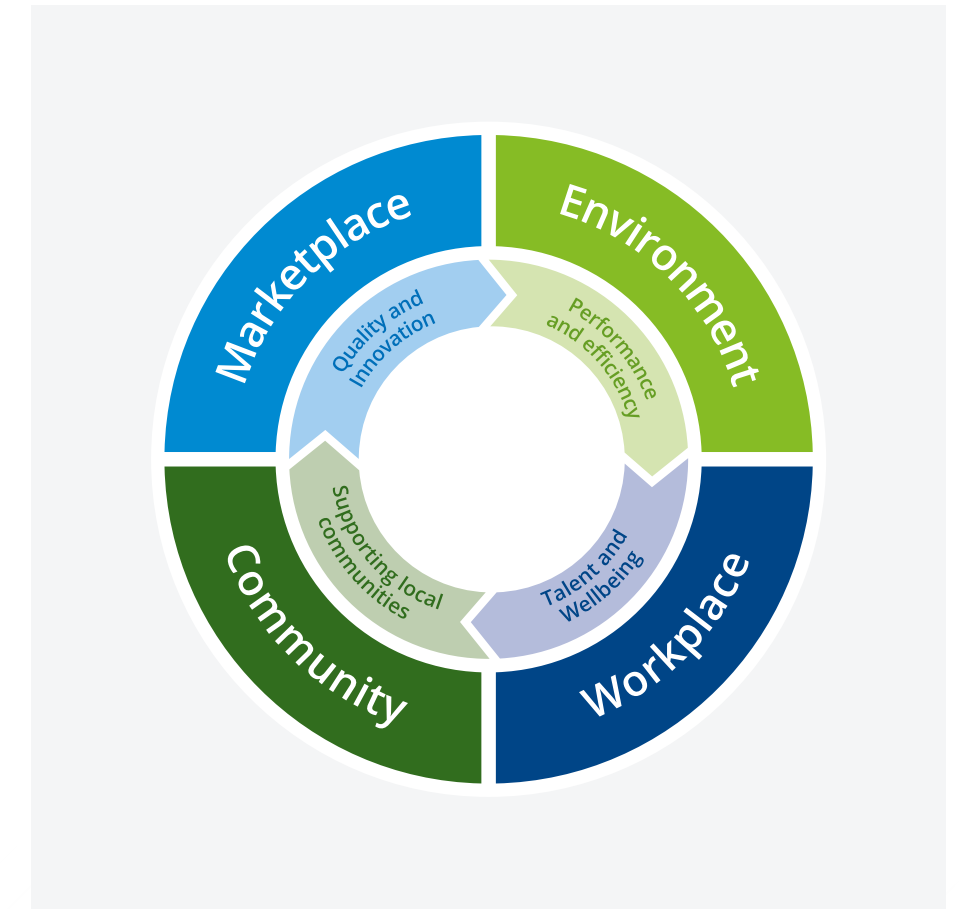 Marketplace
Environment
Quality and
Innovation
Performance
and efficiency
Supporting local
communities
Talent and
Wellbeing
Community
Workplace